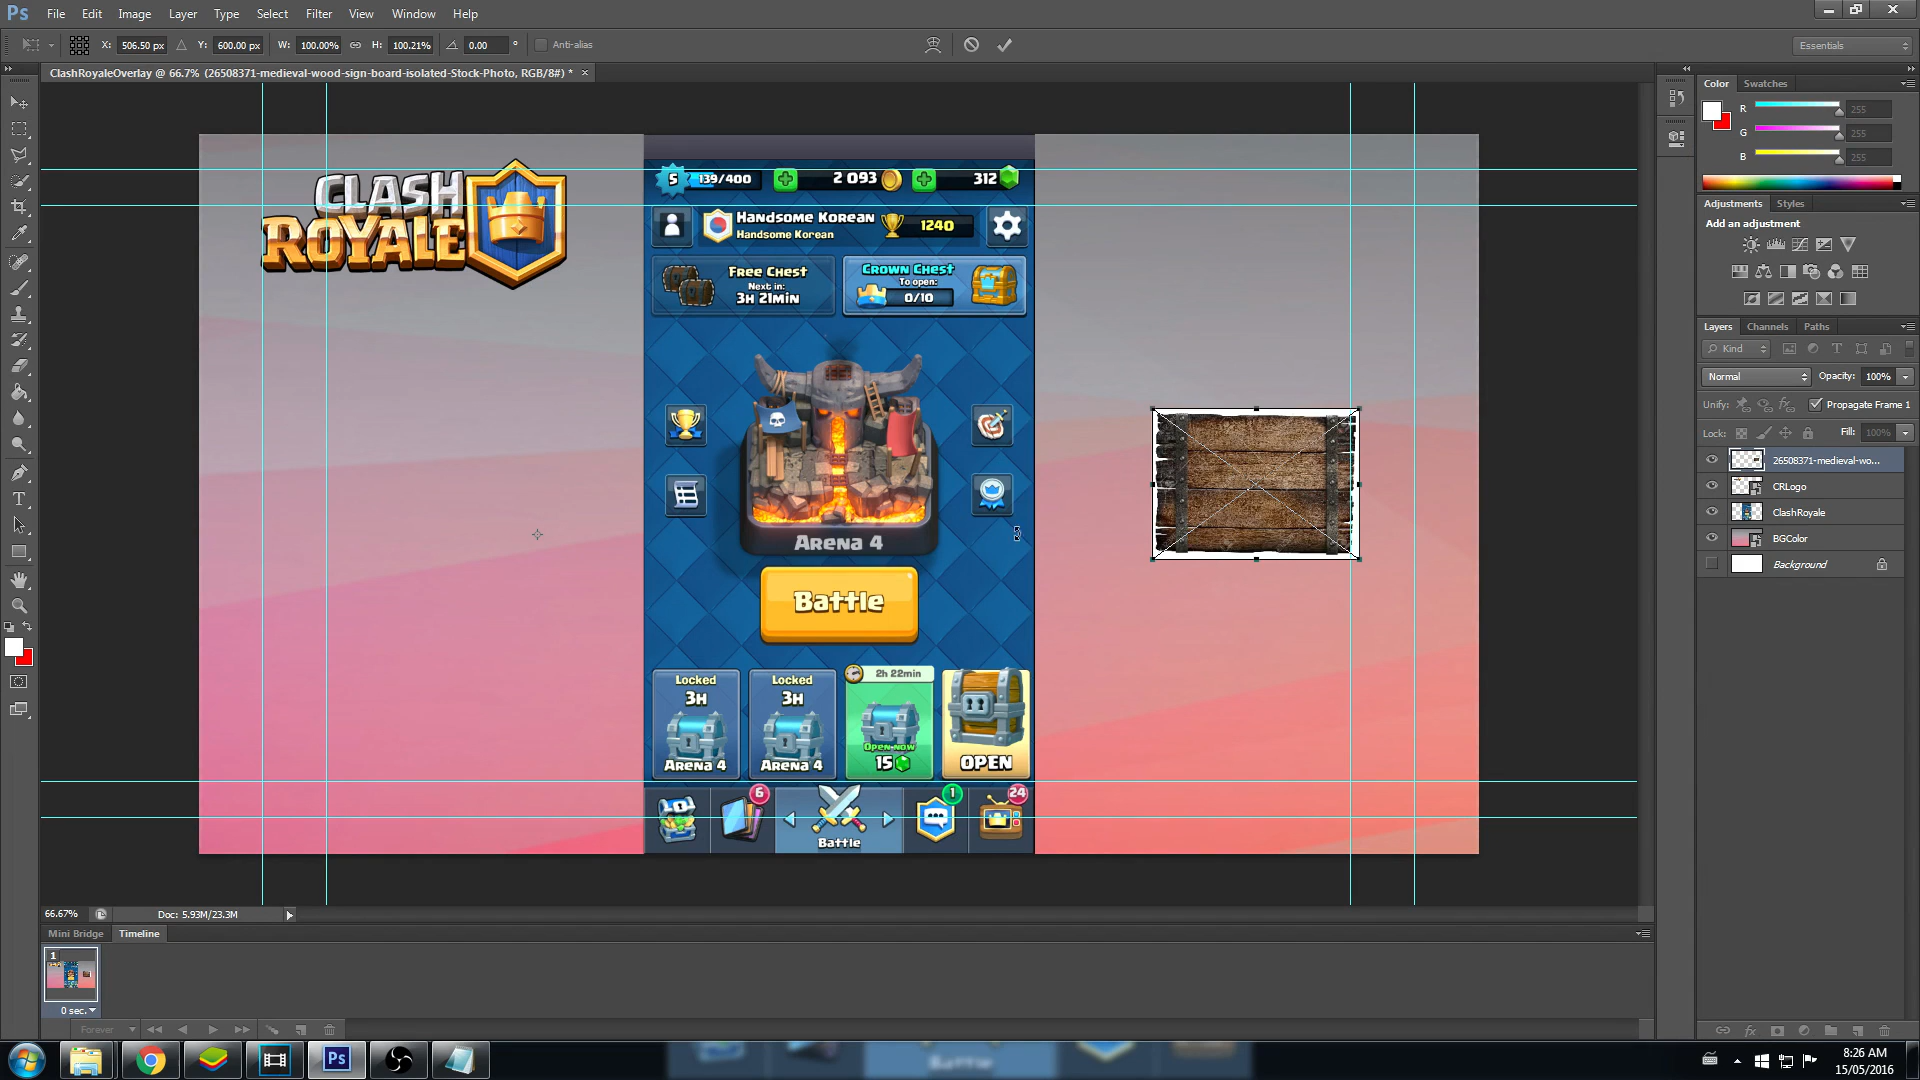 Ps File Edit Image Layer Type Select Filter View Window Help
X: 506.50 px Y: 600.00 px W: 100.00% H: 100.21% 0.00 ° Anti-alias Essentials
ClashRoyaleOverlay @ 66.7% (26508371-medieval-wood-sign-board-isolated-Stock-Photo, RGB/8#) * ×
Color Swatches
R 255
G 255
B 255
Adjustments Styles
Add an adjustment
Layers Channels Paths
Kind
Normal Opacity: 100%
Unify: Propagate Frame 1
Lock: Fill: 100%
26508371-medieval-wo...
CRLogo
ClashRoyale
BGColor
Background
CLASH
ROYALE
5 139/400 2 093 312
Handsome Korean
Handsome Korean
1240
Free Chest
Next in:
3h 21min
Crown Chest
To open:
0/10
Arena 4
Battle
Locked
3h
Arena 4
Locked
3h
Arena 4
2h 22min
Open now
15
OPEN
6
Battle
1
24
66.67% Doc: 5.93M/23.3M
Mini Bridge Timeline
1
0 sec.
Forever
Ps
Battle
8:26 AM
15/05/2016